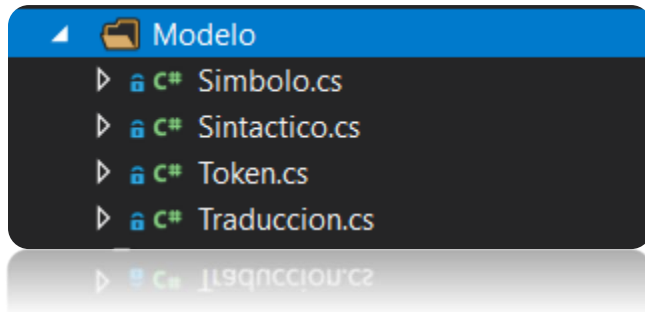 Modelo
C# Simbolo.cs
C# Sintactico.cs
C# Token.cs
C# Traduccion.cs